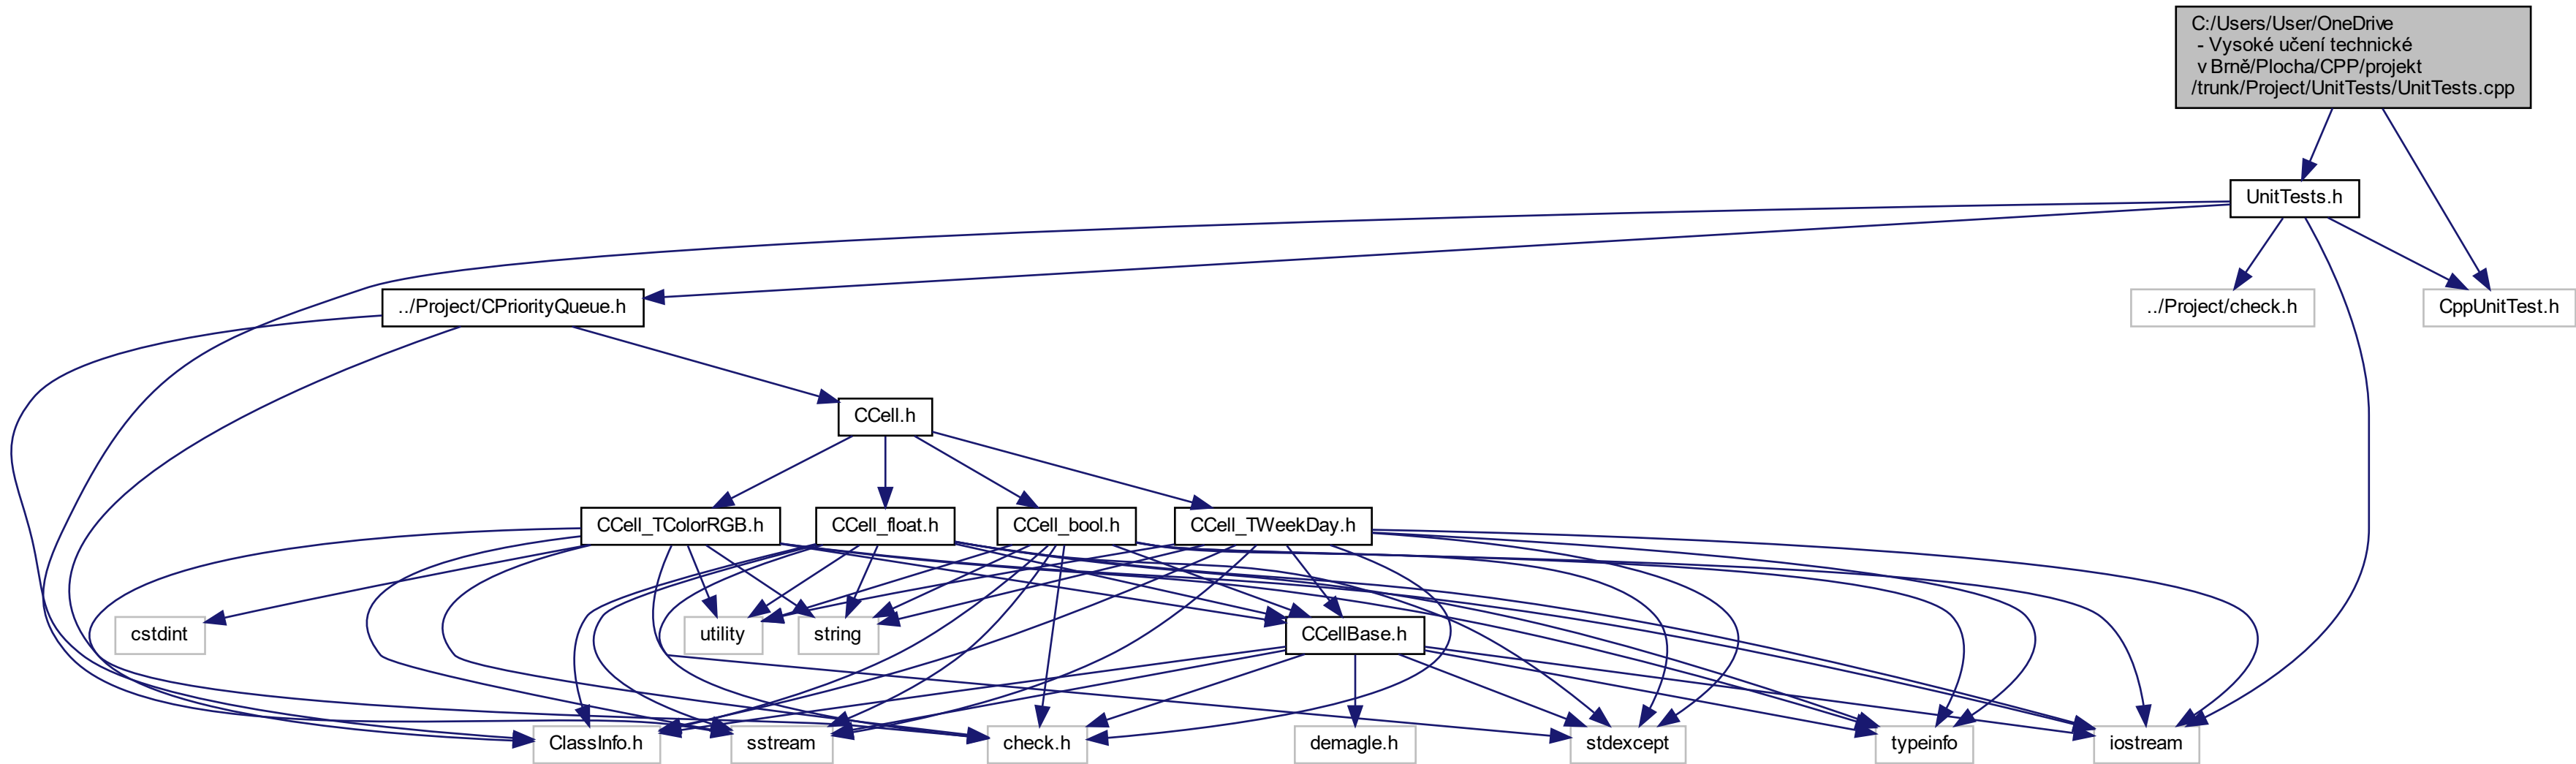 C:/Users/User/OneDrive
- Vysoké učení technické
v Brně/Plocha/CPP/projekt
/trunk/Project/UnitTests/UnitTests.cpp
UnitTests.h
../Project/CPriorityQueue.h
../Project/check.h
CppUnitTest.h
CCell.h
CCell_TColorRGB.h
CCell_float.h
CCell_bool.h
CCell_TWeekDay.h
cstdint
utility
string
CCellBase.h
ClassInfo.h
sstream
check.h
demagle.h
stdexcept
typeinfo
iostream